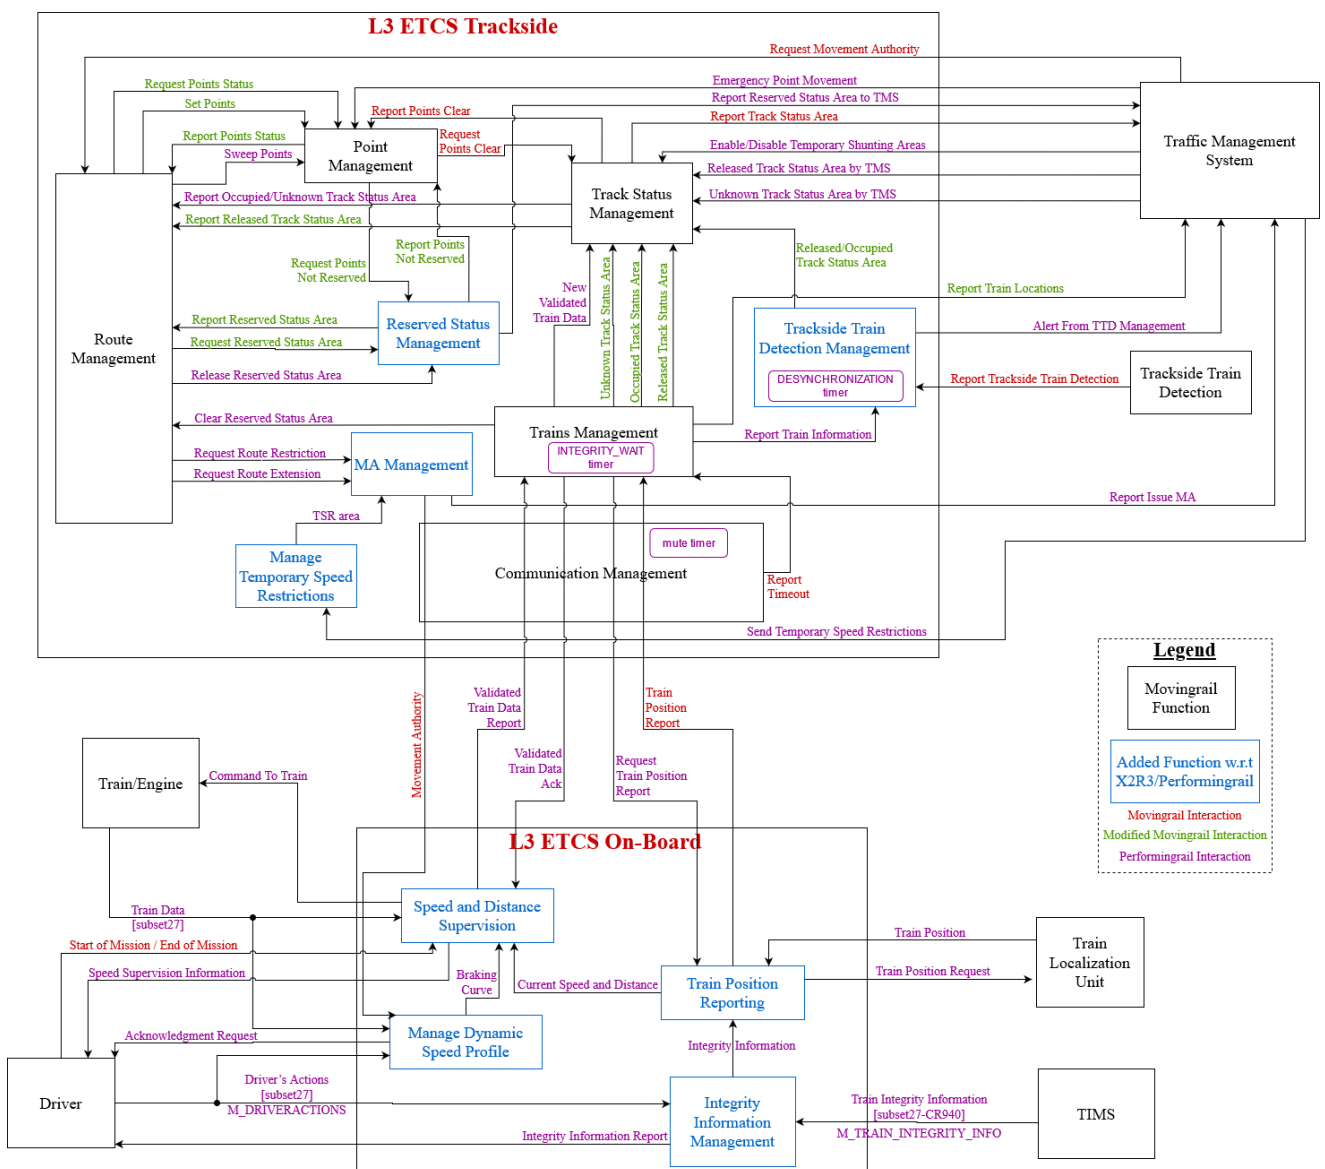 L3 ETCS Trackside
Request Movement Authority
Request Points Status
Emergency Point Movement
Set Points
Report Points Clear
Report Reserved Status Area to TMS
Report Track Status Area
Report Points Status
Point
Management
Request
Points Clear
Traffic Management
System
Sweep Points
Enable/Disable Temporary Shunting Areas
Released Track Status Area by TMS
Report Occupied/Unknown Track Status Area
Track Status
Management
Unknown Track Status Area by TMS
Report Released Track Status Area
Report Points
Not Reserved
Released/Occupied
Track Status Area
Request Points
Not Reserved
New
Validated
Train Data
Unknown Track Status Area
Occupied Track Status Area
Released Track Status Area
Report Train Locations
Route
Management
Report Reserved Status Area
Request Reserved Status Area
Reserved Status
Management
Trackside Train
Detection Management
Alert From TTD Management
Release Reserved Status Area
DESYNCHRONIZATION
timer
Report Trackside Train Detection
Trackside Train
Detection
Clear Reserved Status Area
Trains Management
INTEGRITY_WAIT
timer
Report Train Information
Request Route Restriction
Request Route Extension
MA Management
Report Issue MA
TSR area
mute timer
Manage
Temporary Speed
Restrictions
Communication Management
Report
Timeout
Send Temporary Speed Restrictions
Legend
Movingrail
Function
Added Function w.r.t
X2R3/Performingrail
Movingrail Interaction
Modified Movingrail Interaction
Performingrail Interaction
Movement Authority
Validated
Train Data
Report
Train
Position
Report
Validated
Train Data
Ack
Request
Train Position
Report
Train/Engine
Command To Train
L3 ETCS On-Board
Train Data
[subset27]
Speed and Distance
Supervision
Start of Mission / End of Mission
Speed Supervision Information
Braking
Curve
Current Speed and Distance
Train Position
Reporting
Train Position
Train Position Request
Train
Localization
Unit
Acknowledgment Request
Manage Dynamic
Speed Profile
Integrity Information
Driver
Driver's Actions
[subset27]
M_DRIVERACTIONS
Integrity Information Report
Integrity
Information
Management
Train Integrity Information
[subset27-CR940]
M_TRAIN_INTEGRITY_INFO
TIMS